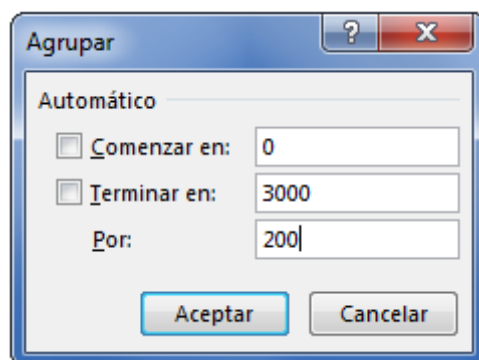 Agrupar
?
Automático
Comenzar en: 0
Terminar en: 3000
Por: 200
Aceptar Cancelar